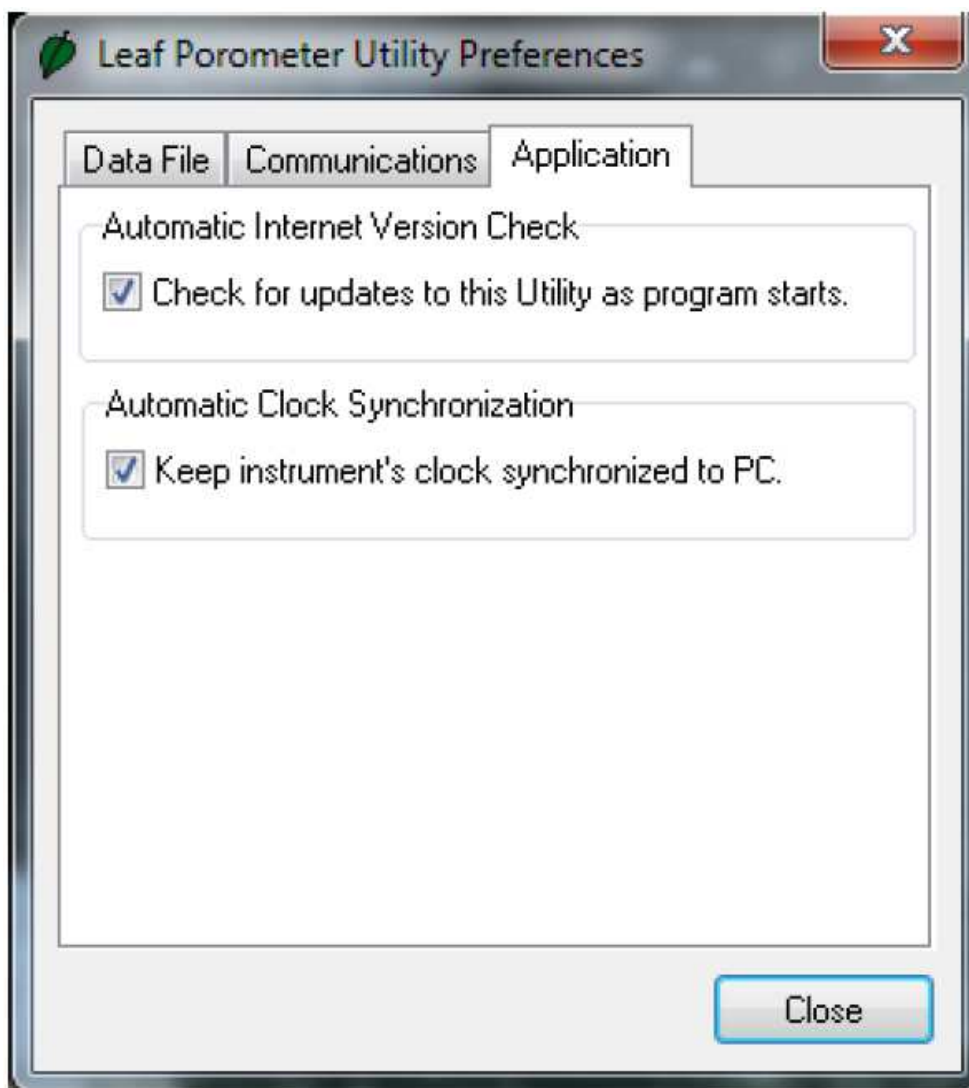 Leaf Porometer Utility Preferences
Data File Communications Application
Automatic Internet Version Check
Check for updates to this Utility as program starts.
Automatic Clock Synchronization
Keep instrument's clock synchronized to PC.
Close